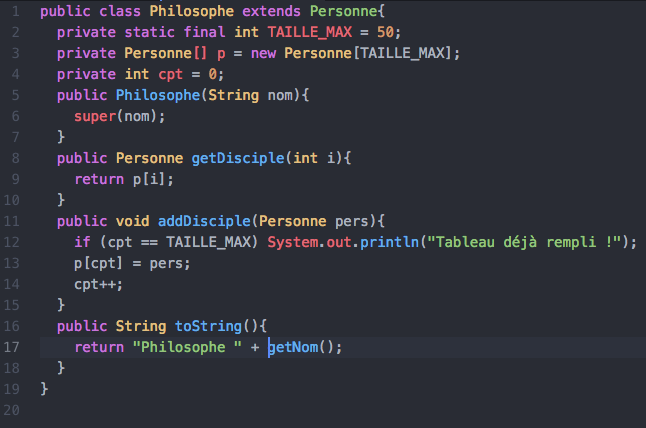 1 public class Philosophe extends Personne{
2   private static final int TAILLE_MAX = 50;
3   private Personne[] p = new Personne[TAILLE_MAX];
4   private int cpt = 0;
5   public Philosophe(String nom){
6     super(nom);
7   }
8   public Personne getDisciple(int i){
9     return p[i];
10   }
11   public void addDisciple(Personne pers){
12     if (cpt == TAILLE_MAX) System.out.println("Tableau déjà rempli !");
13     p[cpt] = pers;
14     cpt++;
15   }
16   public String toString(){
17     return "Philosophe " + getNom();
18   }
19 }
20